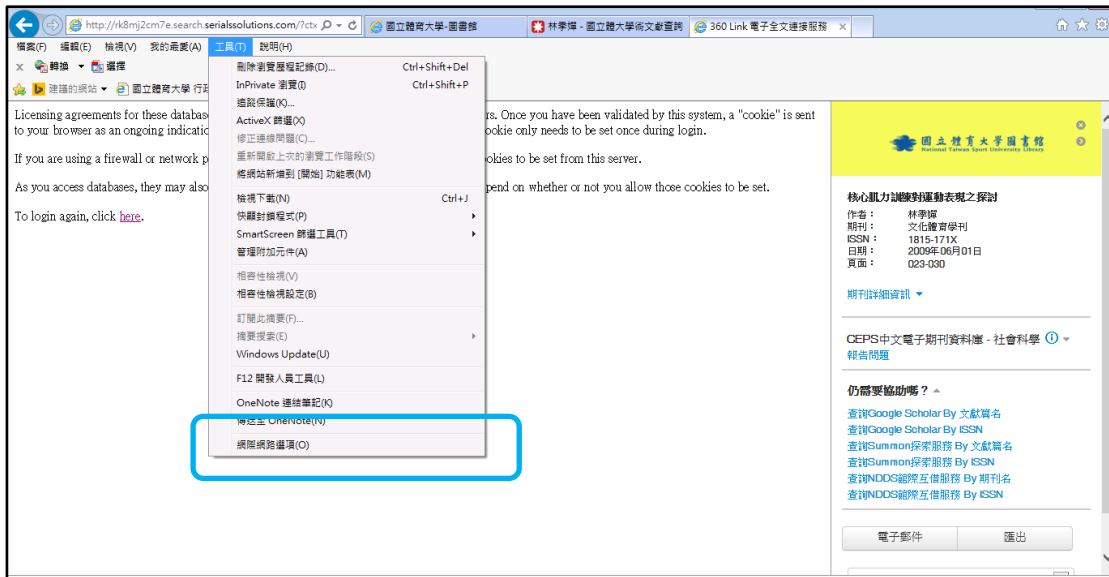 http://rk8mj2cm7e.search.serialssolutions.com/?ctx
國立體育大學-圖書館
林季燁 - 國立體大學術文獻查詢
360 Link 電子全文連接服務
檔案(F) 編輯(E) 檢視(V) 我的最愛(A) 工具(T) 說明(H)
x 轉換 選擇
建議的網站 國立體育大學 行政
刪除瀏覽歷程記錄(D)... Ctrl+Shift+Del
InPrivate 瀏覽(I) Ctrl+Shift+P
追蹤保護(K)...
ActiveX 篩選(X)
修正連線問題(C)...
重新開啟上次的瀏覽工作階段(S)
將網站新增到 [開始] 功能表(M)
檢視下載(N) Ctrl+J
快顯封鎖程式(P)
SmartScreen 篩選工具(T)
管理附加元件(A)
相容性檢視(V)
相容性檢視設定(B)
訂閱此摘要(F)...
摘要搜索(E)
Windows Update(U)
F12 開發人員工具(L)
OneNote 連結筆記(K)
傳送至 OneNote(N)
網際網路選項(O)
Licensing agreements for these databas rs. Once you have been validated by this system, a "cookie" is sent
to your browser as an ongoing indicatio ookie only needs to be set once during login.
If you are using a firewall or network p okies to be set from this server.
As you access databases, they may also pend on whether or not you allow those cookies to be set.
To login again, click here.
國立體育大學圖書館
National Taiwan Sport University Library
核心肌力訓練對運動表現之探討
作者： 林季燁
期刊： 文化體育學刊
ISSN： 1815-171X
日期： 2009年06月01日
頁面： 023-030
期刊詳細資訊
CEPS中文電子期刊資料庫 - 社會科學
報告問題
仍需要協助嗎？
查詢Google Scholar By 文獻篇名
查詢Google Scholar By ISSN
查詢Summon探索服務 By 文獻篇名
查詢Summon探索服務 By ISSN
查詢NDDS館際互借服務 By 期刊名
查詢NDDS館際互借服務 By ISSN
電子郵件 匯出